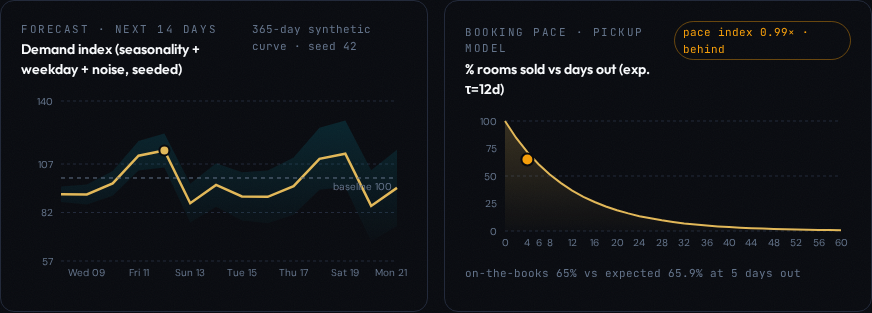 FORECAST · NEXT 14 DAYS
Demand index (seasonality +
weekday + noise, seeded)
365-day synthetic
curve · seed 42
140
107
82
57
baseline 100
Wed 09 Fri 11 Sun 13 Tue 15 Thu 17 Sat 19 Mon 21
BOOKING PACE · PICKUP
MODEL
% rooms sold vs days out (exp.
τ=12d)
pace index 0.99× ·
behind
100
75
50
25
0
0 4 6 8 12 16 20 24 28 32 36 40 44 48 52 56 60
on-the-books 65% vs expected 65.9% at 5 days out